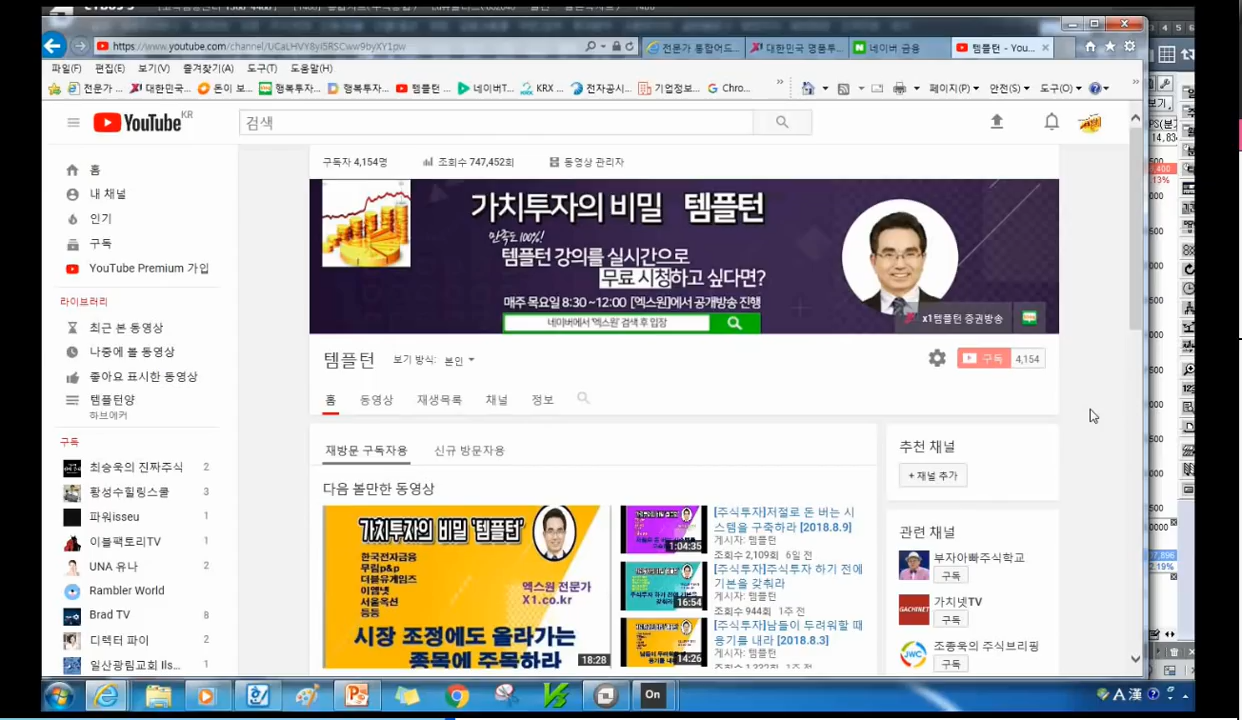 https://www.youtube.com/channel/UCaLHVY8yi5RSCww9byXY1pw
전문가 통합어드...
대한민국 명품투...
네이버 금융
템플턴 - You...
파일(F) 편집(E) 보기(V) 즐겨찾기(A) 도구(T) 도움말(H)
전문가 ... 대한민국... 돈이 보... 행복투자... 행복투자... 템플턴 ... 네이버T... KRX ... 전자공시... 기업정보... Chro...
페이지(P) 안전(S) 도구(O)
YouTube KR
검색
구독자 4,154명 조회수 747,452회 동영상 관리자
홈
내 채널
인기
구독
YouTube Premium 가입
라이브러리
최근 본 동영상
나중에 볼 동영상
좋아요 표시한 동영상
템플턴양
하브에커
구독
최승욱의 진짜주식 2
황성수힐링스쿨 3
파워isseu 1
이블팩토리TV 1
UNA 유나 2
Rambler World
Brad TV 8
디렉터 파이 2
일산광림교회 Ils... 1
가치투자의 비밀 템플턴
만족도100%!
템플턴 강의를 실시간으로
무료 시청하고 싶다면?
매주 목요일 8:30 ~12:00 [엑스원]에서 공개방송 진행
네이버에서 '엑스원' 검색 후 입장
x1템플턴 증권방송
템플턴 보기 방식: 본인
구독 4,154
홈 동영상 재생목록 채널 정보
재방문 구독자용 신규 방문자용
다음 볼만한 동영상
가치투자의 비밀 '템플턴'
한국전자금융
무림p&p
더블유게임즈
이엠넷
서울옥션
등등
엑스원 전문가
X1.co.kr
시장 조정에도 올라가는
종목에 주목하라
18:28
1:04:35
[주식투자]저절로 돈 버는 시
스템을 구축하라 [2018.8.9]
게시자: 템플턴
조회수 2,109회 6일 전
16:54
[주식투자]주식투자 하기 전에
기본을 갖춰라
게시자: 템플턴
조회수 944회 1주 전
14:26
[주식투자]남들이 두려워할 때
용기를 내라 [2018.8.3]
게시자: 템플턴
추천 채널
+ 채널 추가
관련 채널
부자아빠주식학교
구독
GACHINET
가치넷TV
구독
JWC
조종욱의 주식브리핑
구독
On
A 漢